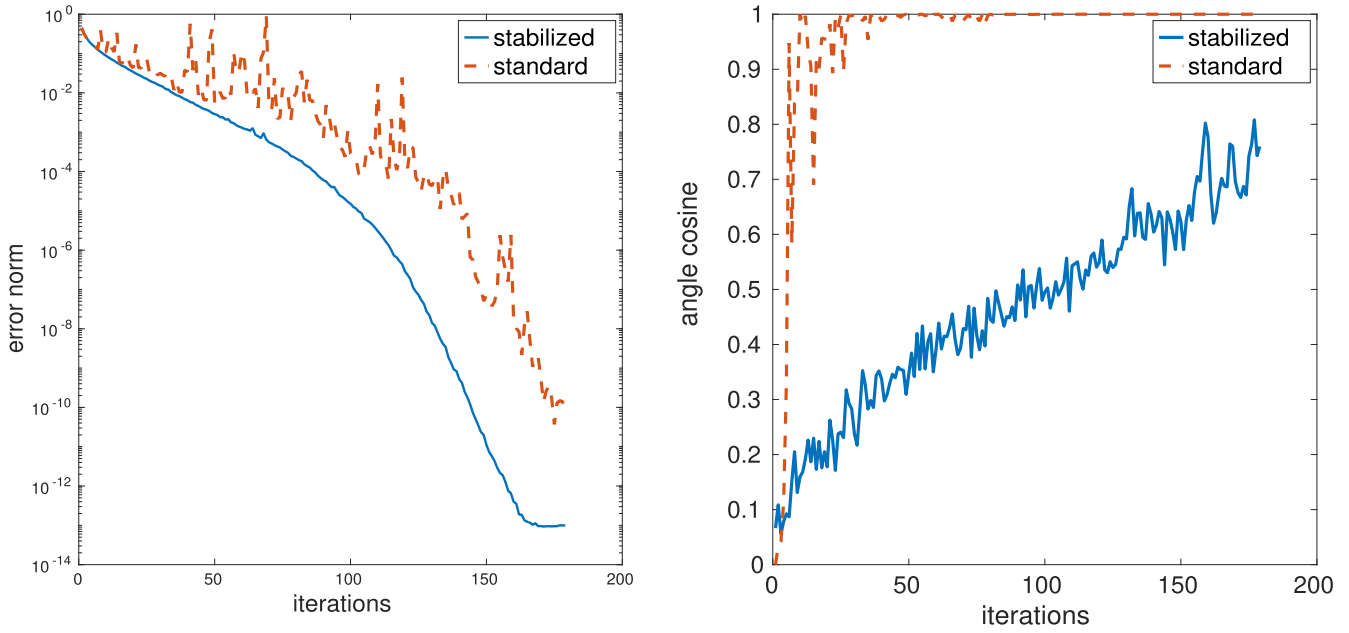 10^0
10^-2
10^-4
10^-6
10^-8
10^-10
10^-12
10^-14
error norm
0 50 100 150 200
iterations
stabilized
standard
1
0.9
0.8
0.7
0.6
0.5
0.4
0.3
0.2
0.1
0
angle cosine
0 50 100 150 200
iterations
stabilized
standard